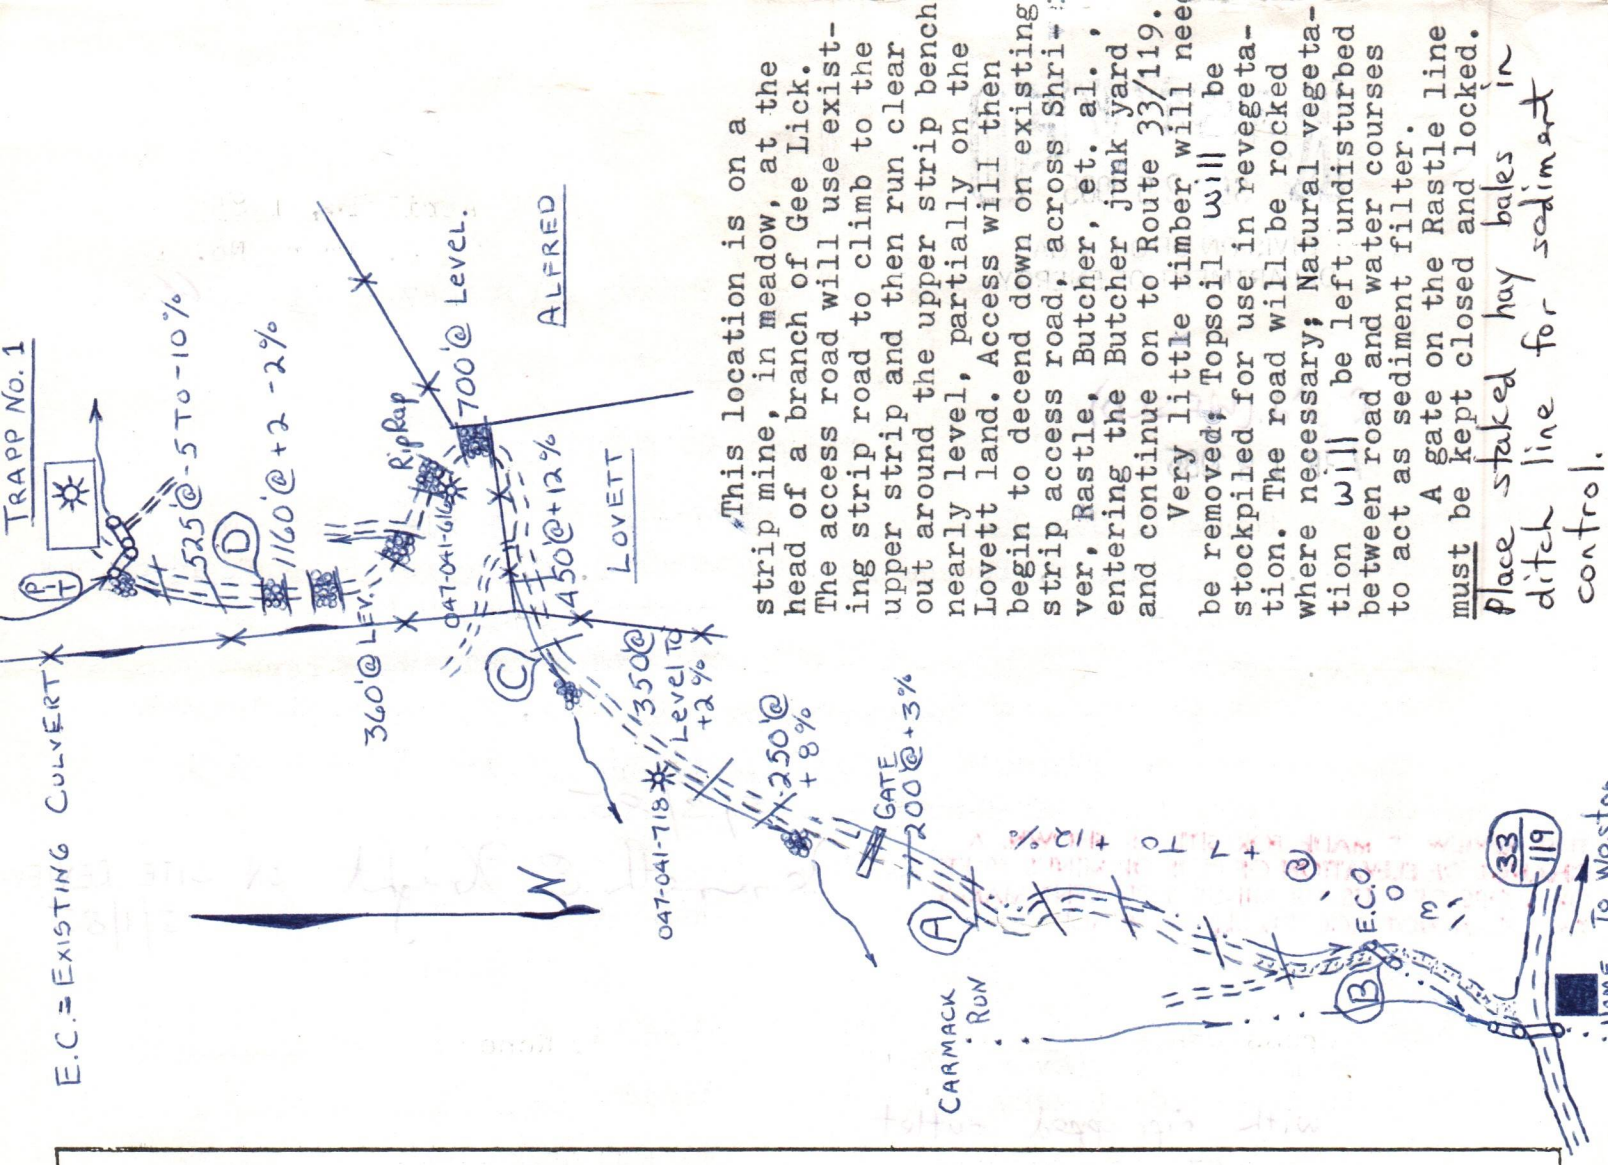 E.C. = EXISTING CULVERT
TRAPP No. 1
P-T
525'@ -5 TO -10%
D
1160'@ +2 -2%
360'@ LEV.
RipRap
047-041-616
700'@ Level.
ALFRED
LOVETT
450'@ +12%
C
350'@
Level To
+2%
047-041-718
250'@
+8%
GATE
200'@ +3%
A
+7 TO +12%
N
CARMACK
RUN
B
E.C.
33
119
To Weston
This location is on a
strip mine, in meadow, at the
head of a branch of Gee Lick.
The access road will use exist-
ing strip road to climb to the
upper strip and then run clear
out around the upper strip bench
nearly level, partially on the
Lovett land. Access will then
begin to decend down on existing
strip access road, across Shri-
ver, Rastle, Butcher, et. al.,
entering the Butcher junk yard
and continue on to Route 33/119.
Very little timber will need
be removed; Topsoil will be
stockpiled for use in revegeta-
tion. The road will be rocked
where necessary; Natural vegeta-
tion will be left undisturbed
between road and water courses
to act as sediment filter.
A gate on the Rastle line
must be kept closed and locked.
Place staked hay bales in
ditch line for sediment
control.